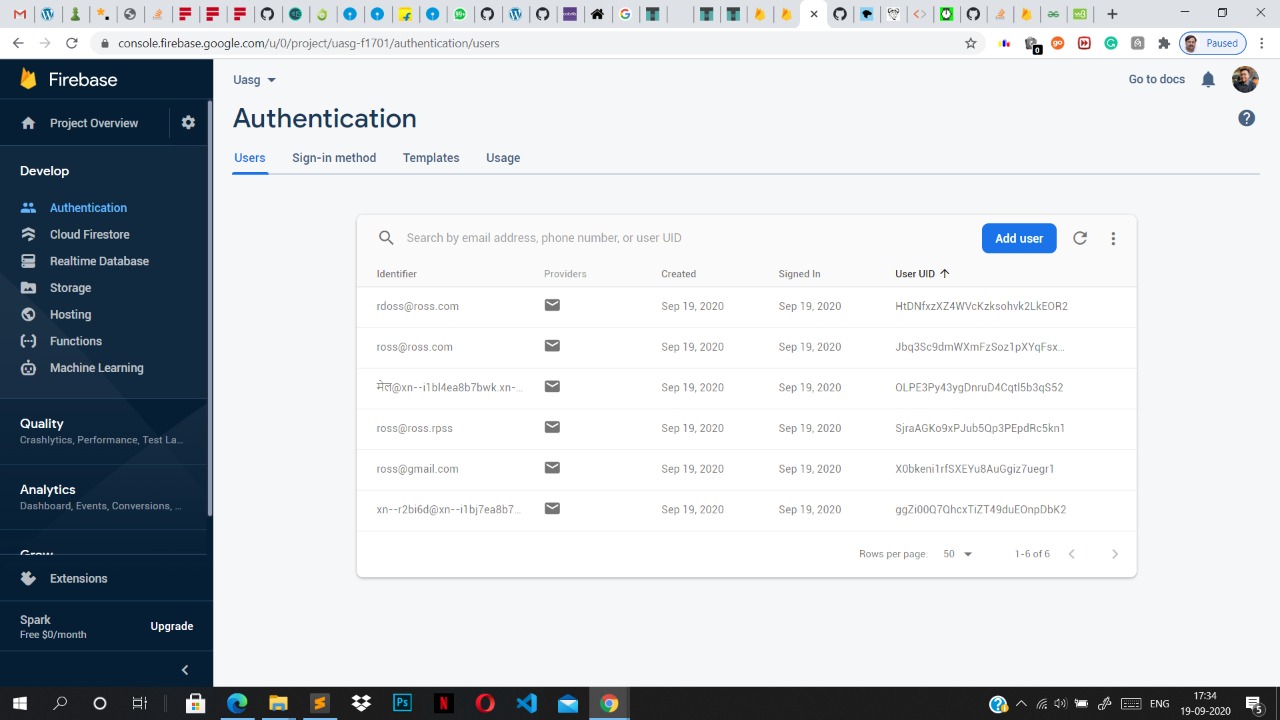 console.firebase.google.com/u/0/project/uasg-f1701/authentication/users
0
Paused
Firebase
Project Overview
Develop
Authentication
Cloud Firestore
Realtime Database
Storage
Hosting
Functions
Machine Learning
Quality
Crashlytics, Performance, Test La...
Analytics
Dashboard, Events, Conversions, ...
Grow
Extensions
Spark
Free $0/month
Upgrade
Uasg
Go to docs
Authentication
Users Sign-in method Templates Usage
Search by email address, phone number, or user UID
Add user
Identifier Providers Created Signed In User UID
rdoss@ross.com Sep 19, 2020 Sep 19, 2020 HtDNfxzXZ4WVcKzksohvk2LkEOR2
ross@ross.com Sep 19, 2020 Sep 19, 2020 Jbq3Sc9dmWXmFzSoz1pXYqFsx...
मेल@xn--i1bl4ea8b7bwk.xn-... Sep 19, 2020 Sep 19, 2020 OLPE3Py43ygDnruD4Cqtl5b3qS52
ross@ross.rpss Sep 19, 2020 Sep 19, 2020 SjraAGKo9xPJub5Qp3PEpdRc5kn1
ross@gmail.com Sep 19, 2020 Sep 19, 2020 X0bkeni1rfSXEYu8AuGgiz7uegr1
xn--r2bi6d@xn--i1bj7ea8b7... Sep 19, 2020 Sep 19, 2020 ggZi00Q7QhcxTiZT49duEOnpDbK2
Rows per page: 50 1-6 of 6
Ps
ENG
17:34
19-09-2020
5